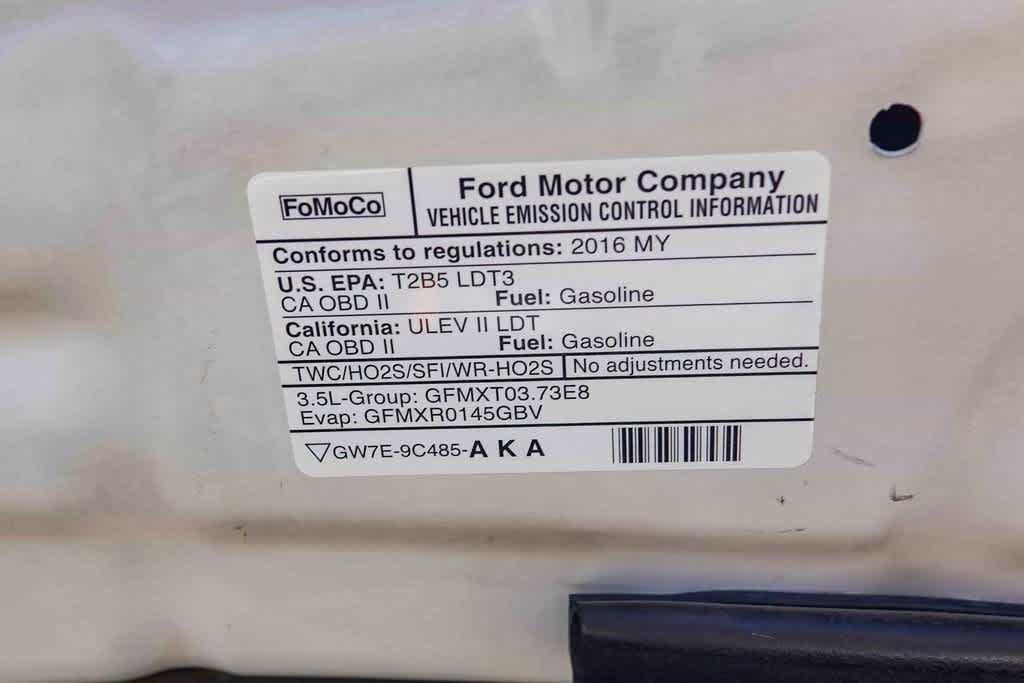 FoMoCo
Ford Motor Company
VEHICLE EMISSION CONTROL INFORMATION
Conforms to regulations: 2016 MY
U.S. EPA: T2B5 LDT3
CA OBD II Fuel: Gasoline
California: ULEV II LDT
CA OBD II Fuel: Gasoline
TWC/HO2S/SFI/WR-HO2S No adjustments needed.
3.5L-Group: GFMXT03.73E8
Evap: GFMXR0145GBV
GW7E-9C485-A K A